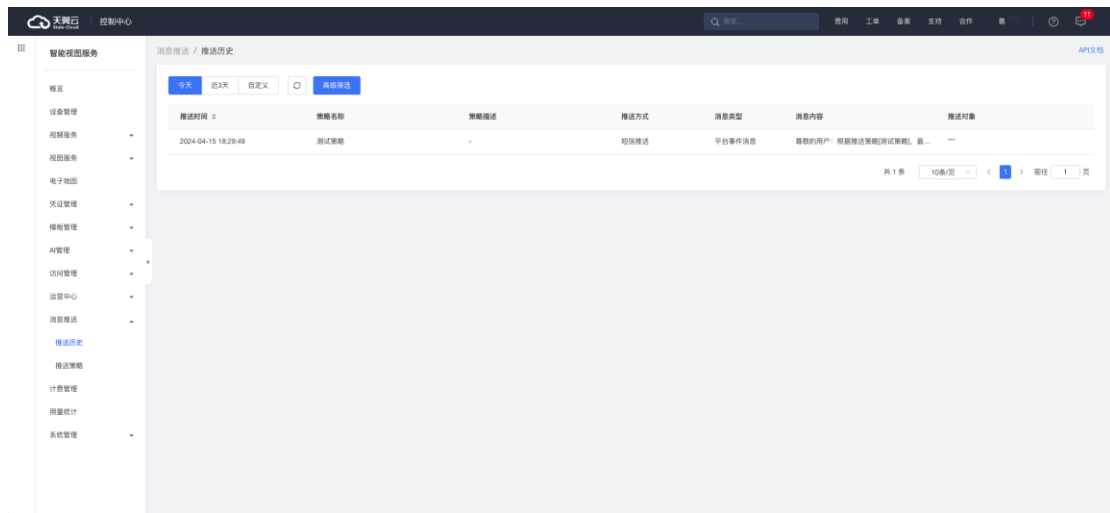 天翼云 State Cloud 控制中心 搜索... 费用 工单 备案 支持 合作 11
智能视图服务
消息推送 / 推送历史 API文档
概览
设备管理
视频服务
视图服务
电子地图
凭证管理
模板管理
AI管理
访问管理
运营中心
消息推送
推送历史
推送策略
计费管理
用量统计
系统管理
今天 近3天 自定义 高级筛选
推送时间 策略名称 策略描述 推送方式 消息类型 消息内容 推送对象
2024-04-15 18:29:49 测试策略 - 短信推送 平台事件消息 尊敬的用户：根据推送策略[测试策略]，最... ***
共 1 条 10条/页 1 前往 1 页